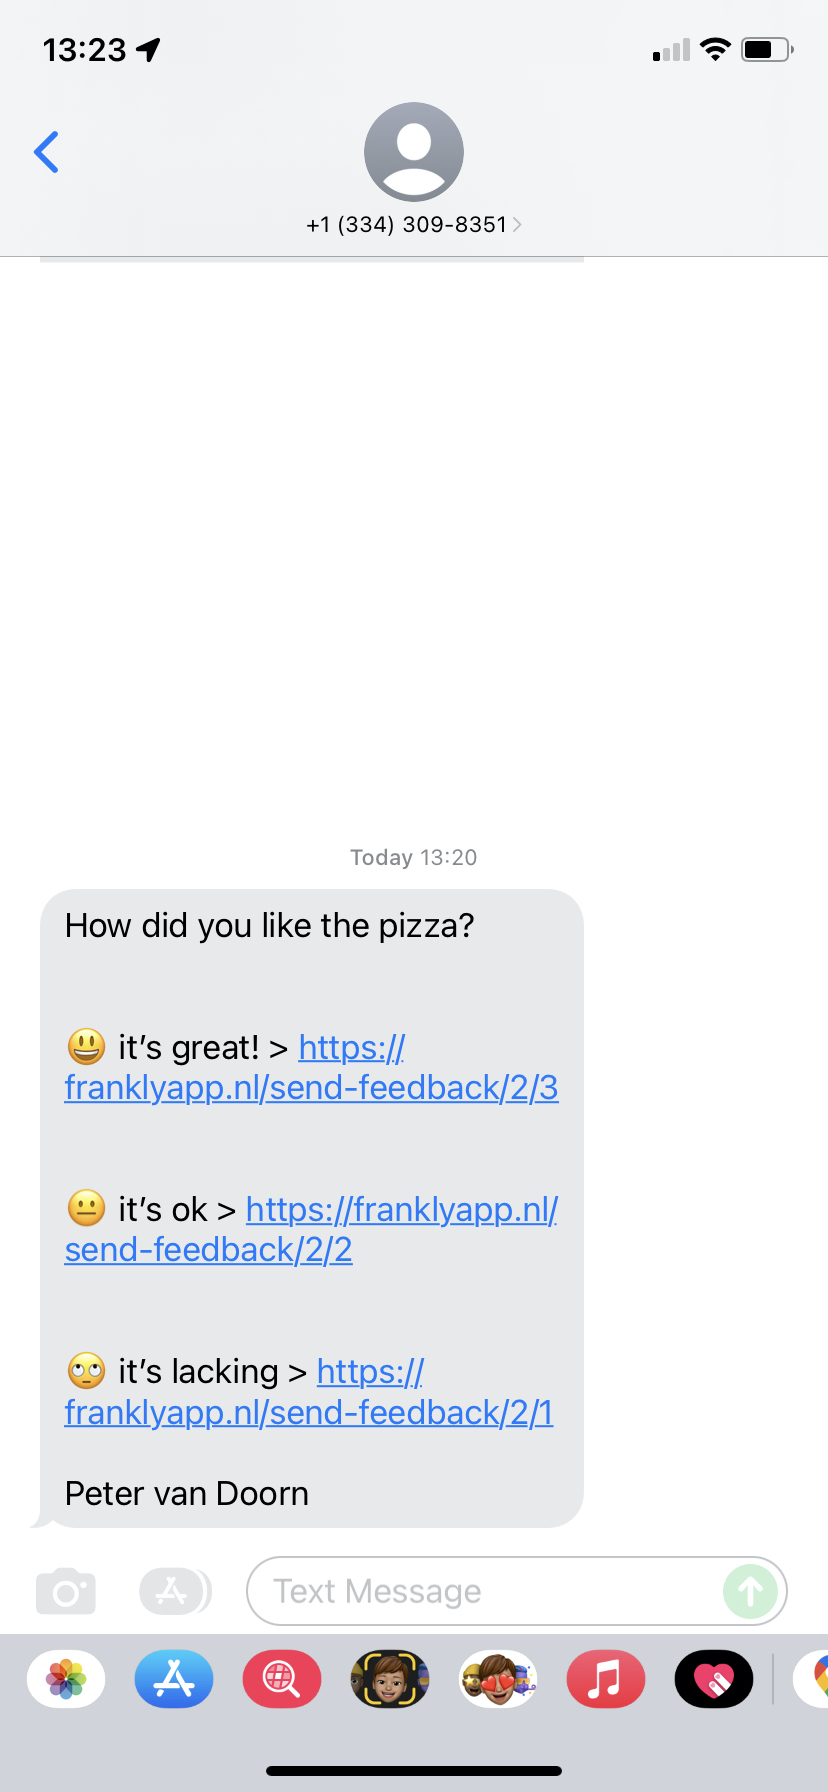 13:23
+1 (334) 309-8351
Today 13:20
How did you like the pizza?
😃 it’s great! > https://
franklyapp.nl/send-feedback/2/3
😐 it’s ok > https://franklyapp.nl/
send-feedback/2/2
🙄 it’s lacking > https://
franklyapp.nl/send-feedback/2/1
Peter van Doorn
Text Message